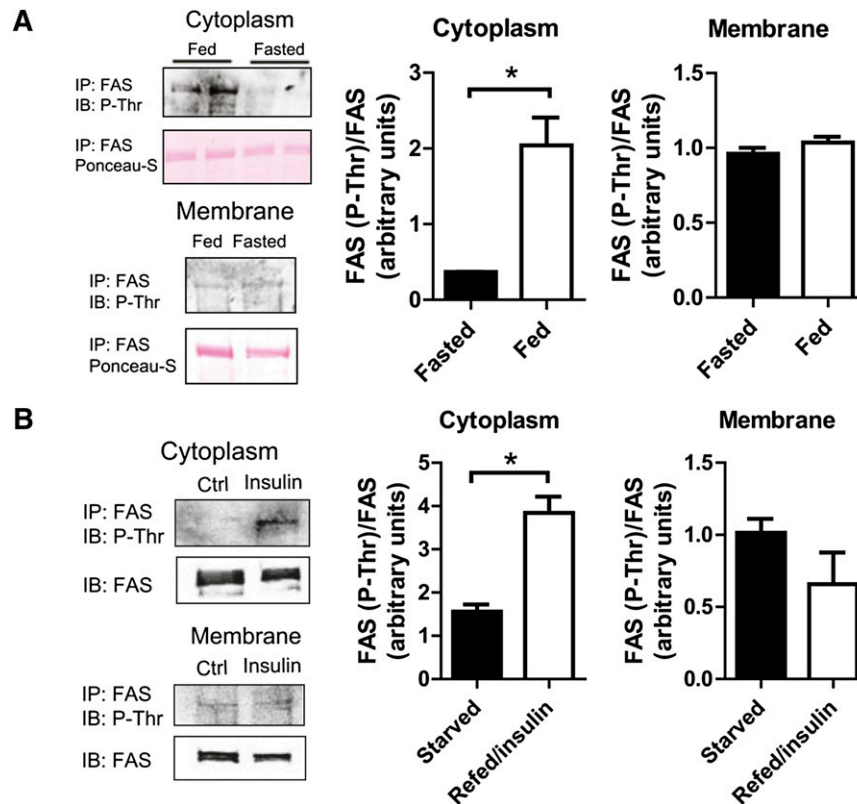 A
Cytoplasm
Fed Fasted
IP: FAS
IB: P-Thr
IP: FAS
Ponceau-S
Membrane
Fed Fasted
IP: FAS
IB: P-Thr
IP: FAS
Ponceau-S
Cytoplasm
FAS (P-Thr)/FAS
(arbitrary units)
3
2
1
0
*
Fasted
Fed
Membrane
FAS (P-Thr)/FAS
(arbitrary units)
1.5
1.0
0.5
0.0
Fasted
Fed
B
Cytoplasm
Ctrl Insulin
IP: FAS
IB: P-Thr
IB: FAS
Membrane
Ctrl Insulin
IP: FAS
IB: P-Thr
IB: FAS
Cytoplasm
FAS (P-Thr)/FAS
(arbitrary units)
5
4
3
2
1
0
*
Starved
Refed/insulin
Membrane
FAS (P-Thr)/FAS
(arbitrary units)
1.5
1.0
0.5
0.0
Starved
Refed/insulin